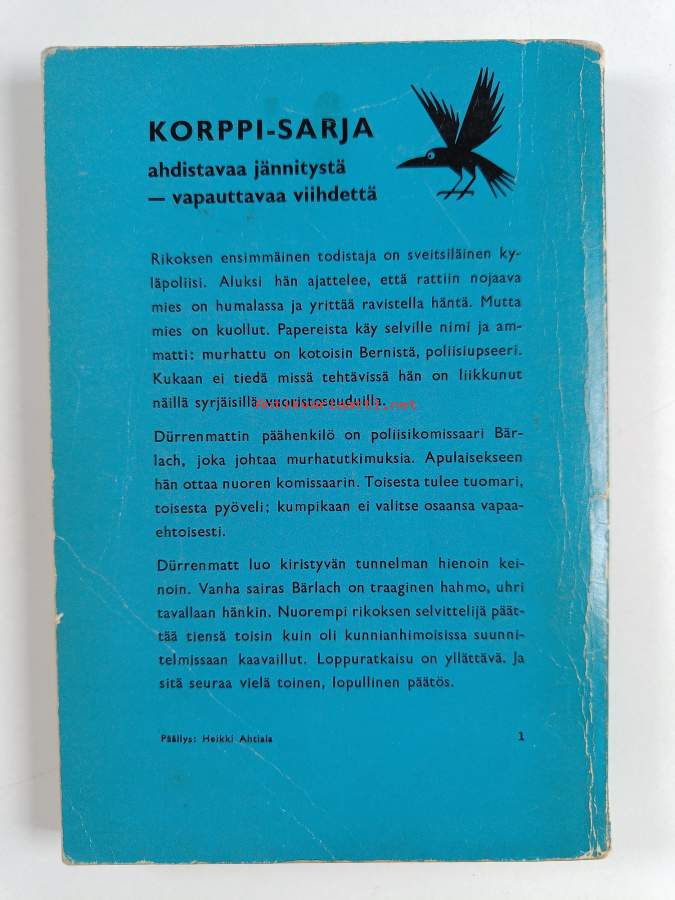 KORPPI-SARJA
ahdistavaa jännitystä
— vapauttavaa viihdettä
Rikoksen ensimmäinen todistaja on sveitsiläinen ky-
läpoliisi. Aluksi hän ajattelee, että rattiin nojaava
mies on humalassa ja yrittää ravistella häntä. Mutta
mies on kuollut. Papereista käy selville nimi ja am-
matti: murhattu on kotoisin Bernistä, poliisiupseeri.
Kukaan ei tiedä missä tehtävissä hän on liikkunut
näillä syrjäisillä vuoristoseuduilla.
Dürrenmattin päähenkilö on poliisikomissaari Bär-
lach, joka johtaa murhatutkimuksia. Apulaisekseen
hän ottaa nuoren komissaarin. Toisesta tulee tuomari,
toisesta pyöveli; kumpikaan ei valitse osaansa vapaa-
ehtoisesti.
Dürrenmatt luo kiristyvän tunnelman hienoin kei-
noin. Vanha sairas Bärlach on traaginen hahmo, uhri
tavallaan hänkin. Nuorempi rikoksen selvittelijä päät-
tää tiensä toisin kuin oli kunnianhimoisissa suunni-
telmissaan kaavaillut. Loppuratkaisu on yllättävä. Ja
sitä seuraa vielä toinen, lopullinen päätös.
Päällys: Heikki Ahtiala
1